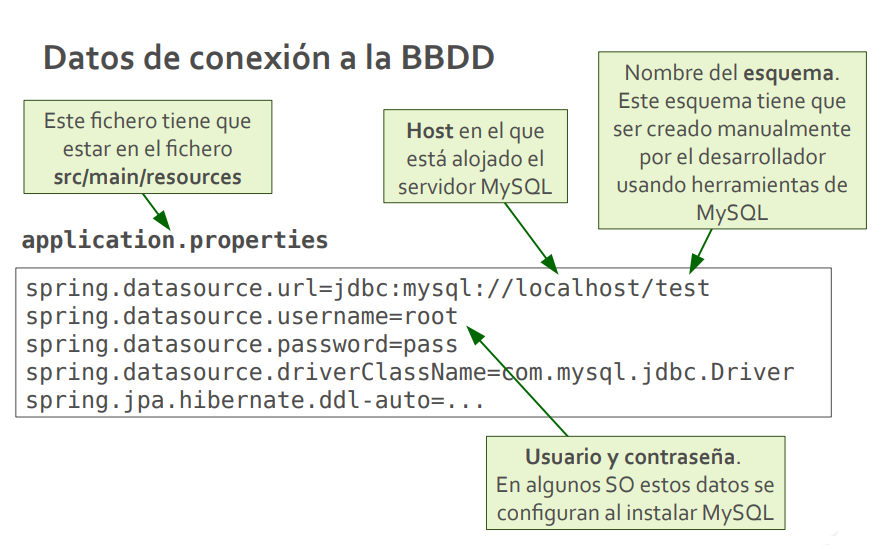 Datos de conexión a la BBDD
Este fichero tiene que
estar en el fichero
src/main/resources
Host en el que
está alojado el
servidor MySQL
Nombre del esquema.
Este esquema tiene que
ser creado manualmente
por el desarrollador
usando herramientas de
MySQL
application.properties
spring.datasource.url=jdbc:mysql://localhost/test
spring.datasource.username=root
spring.datasource.password=pass
spring.datasource.driverClassName=com.mysql.jdbc.Driver
spring.jpa.hibernate.ddl-auto=...
Usuario y contraseña.
En algunos SO estos datos se
configuran al instalar MySQL